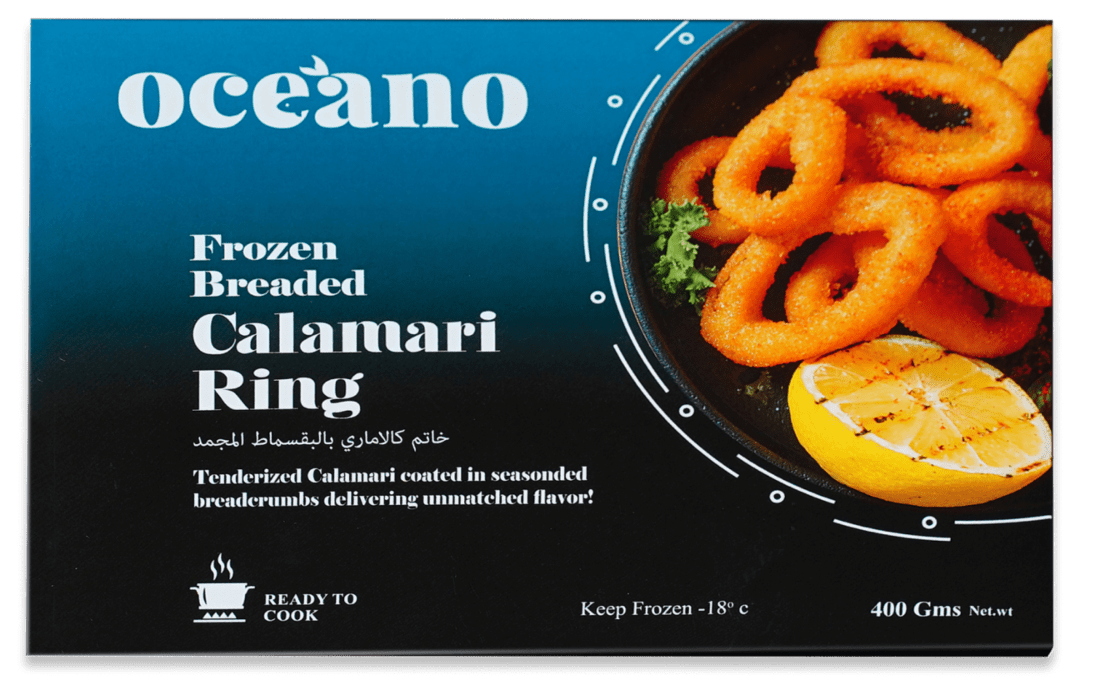 oceano
Frozen
Breaded
Calamari
Ring
خاتم كالاماري بالبقسماط المجمد
Tenderized Calamari coated in seasonded
breadcrumbs delivering unmatched flavor!
READY TO
COOK
Keep Frozen -18º c
400 Gms Net.wt